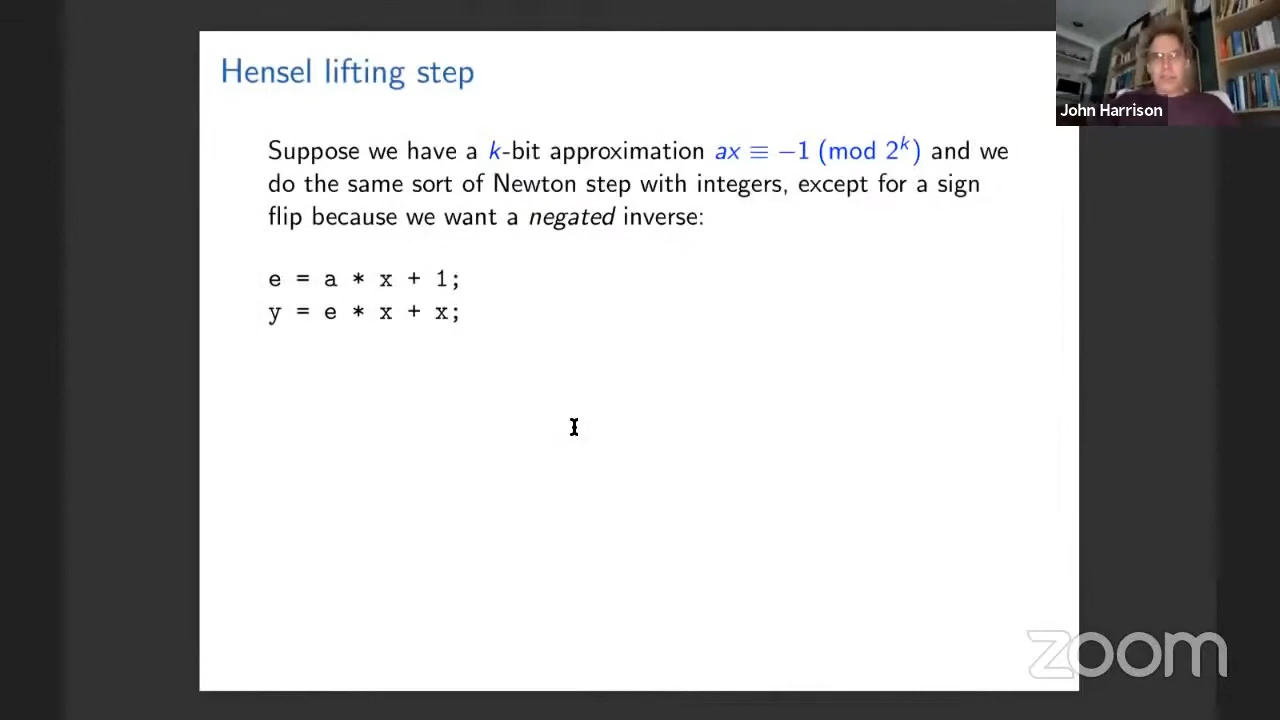 Hensel lifting step
John Harrison
Suppose we have a k-bit approximation ax ≡ −1 (mod 2^k) and we
do the same sort of Newton step with integers, except for a sign
flip because we want a negated inverse:
e = a * x + 1;
y = e * x + x;
zoom